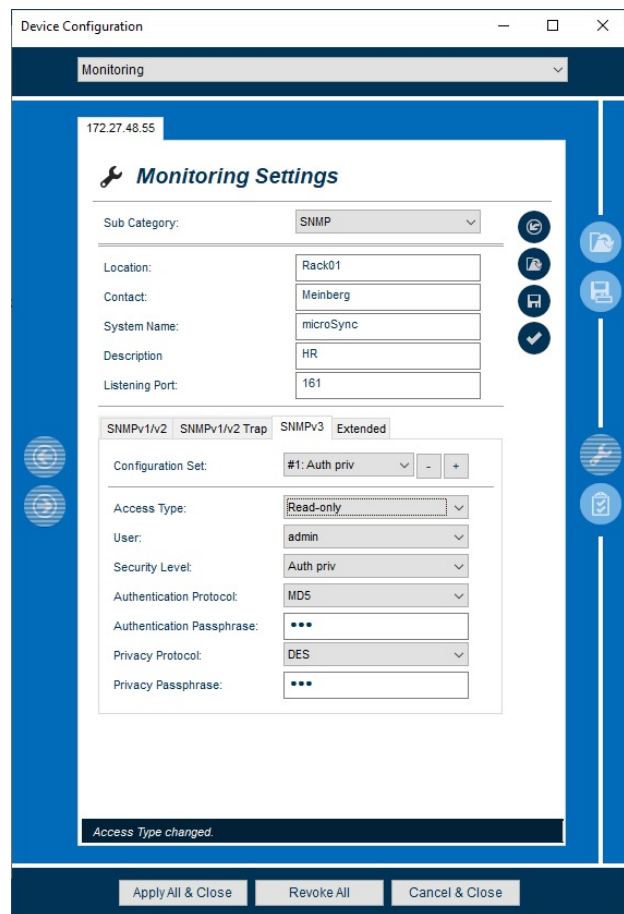 Device Configuration
Monitoring
172.27.48.55
Monitoring Settings
Sub Category: SNMP
Location: Rack01
Contact: Meinberg
System Name: microSync
Description HR
Listening Port: 161
SNMPv1/v2 SNMPv1/v2 Trap SNMPv3 Extended
Configuration Set: #1: Auth priv - +
Access Type: Read-only
User: admin
Security Level: Auth priv
Authentication Protocol: MD5
Authentication Passphrase: •••
Privacy Protocol: DES
Privacy Passphrase: •••
Access Type changed.
Apply All & Close Revoke All Cancel & Close